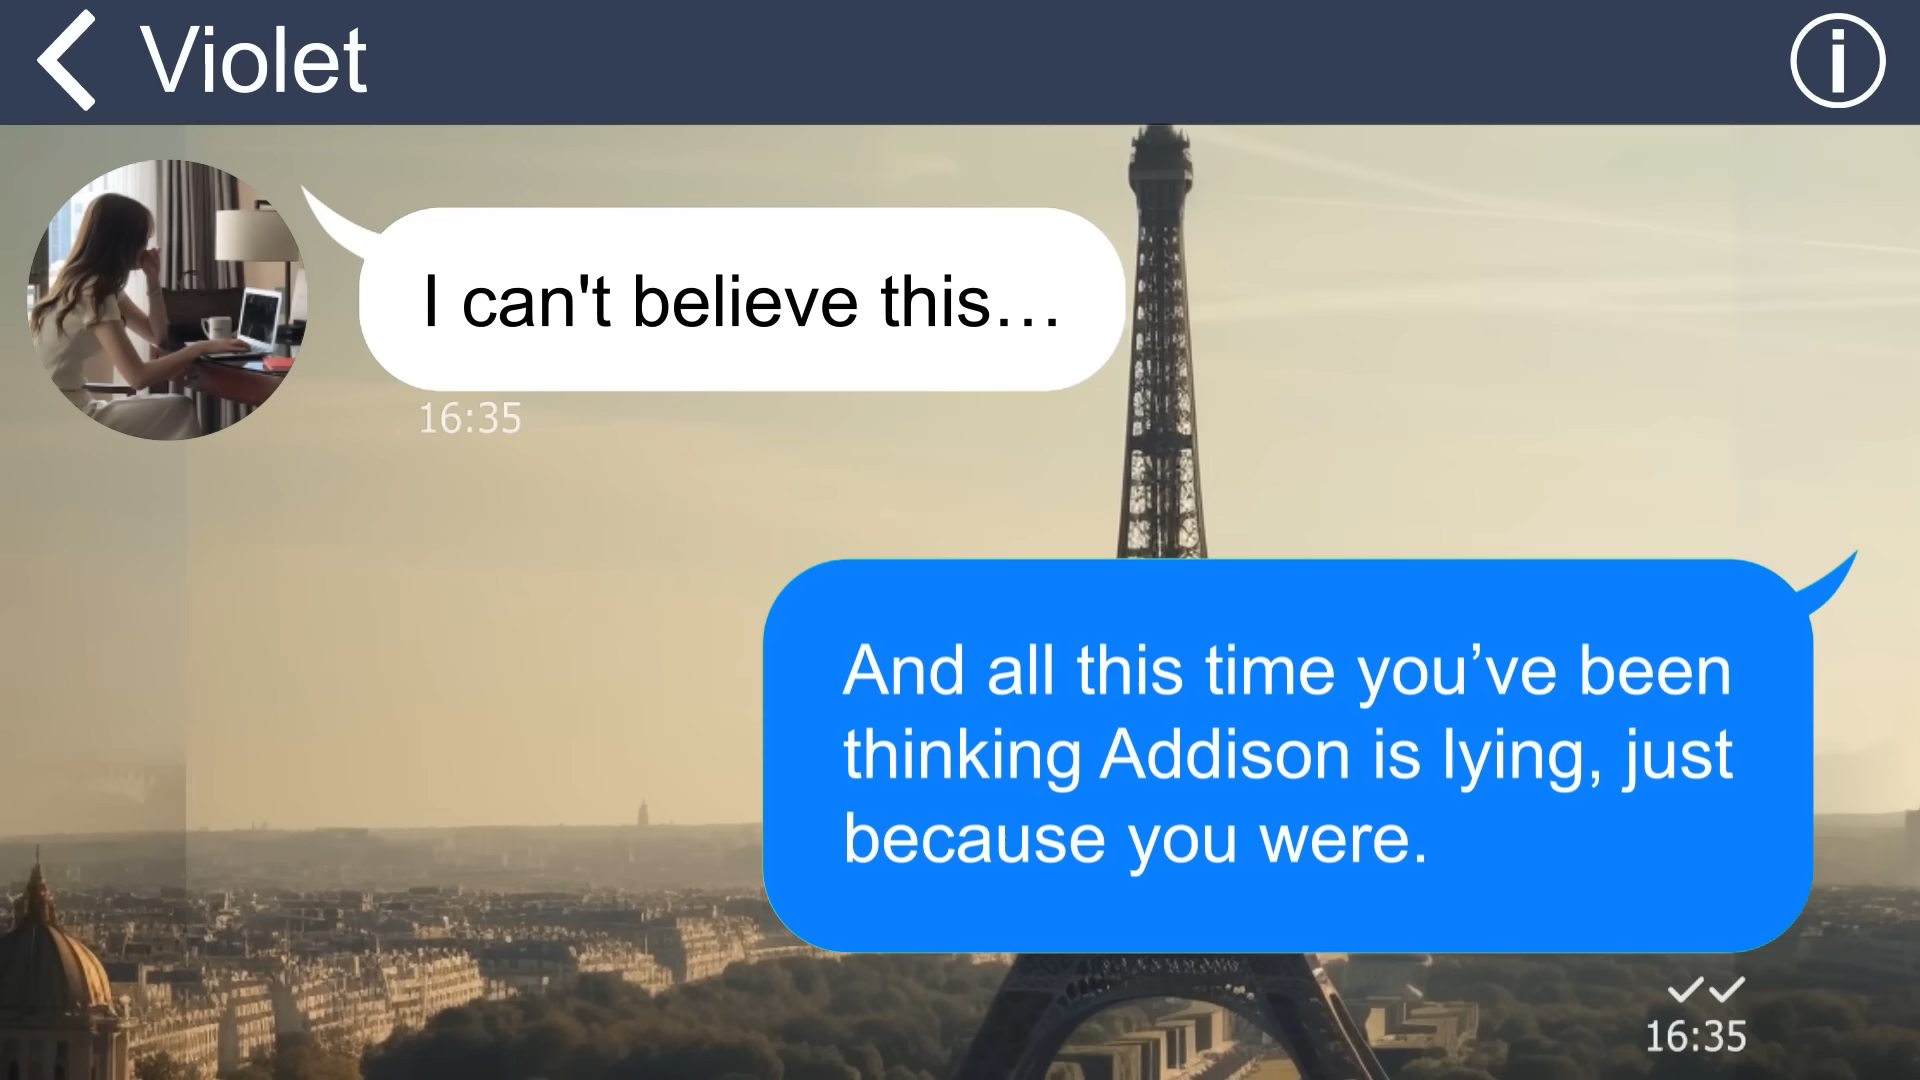 Violet
I can't believe this…
16:35
And all this time you’ve been
thinking Addison is lying, just
because you were.
16:35